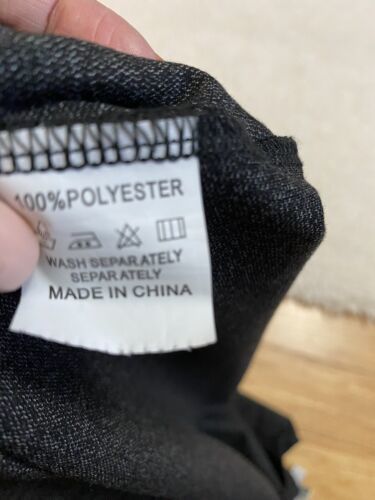 100%POLYESTER
WASH SEPARATELY
SEPARATELY
MADE IN CHINA